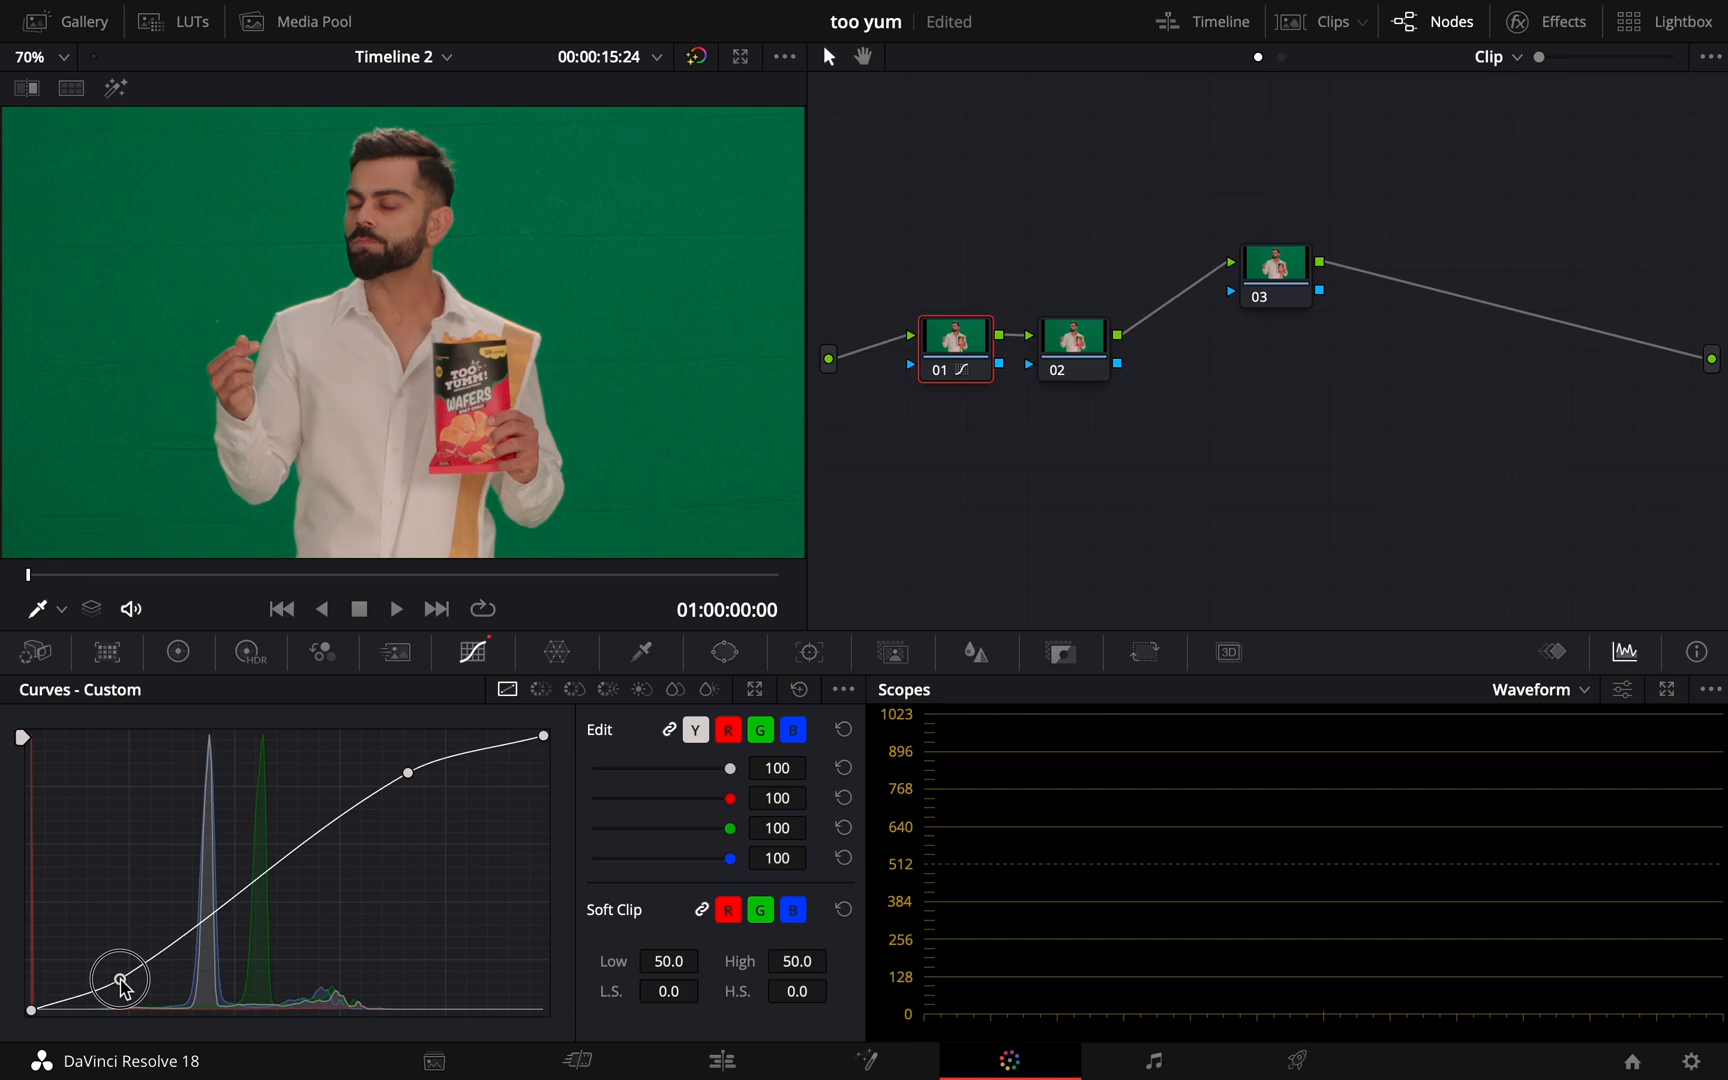 Gallery LUTs Media Pool too yum Edited Timeline Clips Nodes Effects Lightbox
70% Timeline 2 00:00:15:24 Clip
TOO
YUMM!
WAFERS
03
01 02
01:00:00:00
HDR 3D
Curves - Custom Scopes Waveform
Edit Y R G B
100
100
100
100
Soft Clip R G B
Low 50.0 High 50.0
L.S. 0.0 H.S. 0.0
1023
896
768
640
512
384
256
128
0
DaVinci Resolve 18